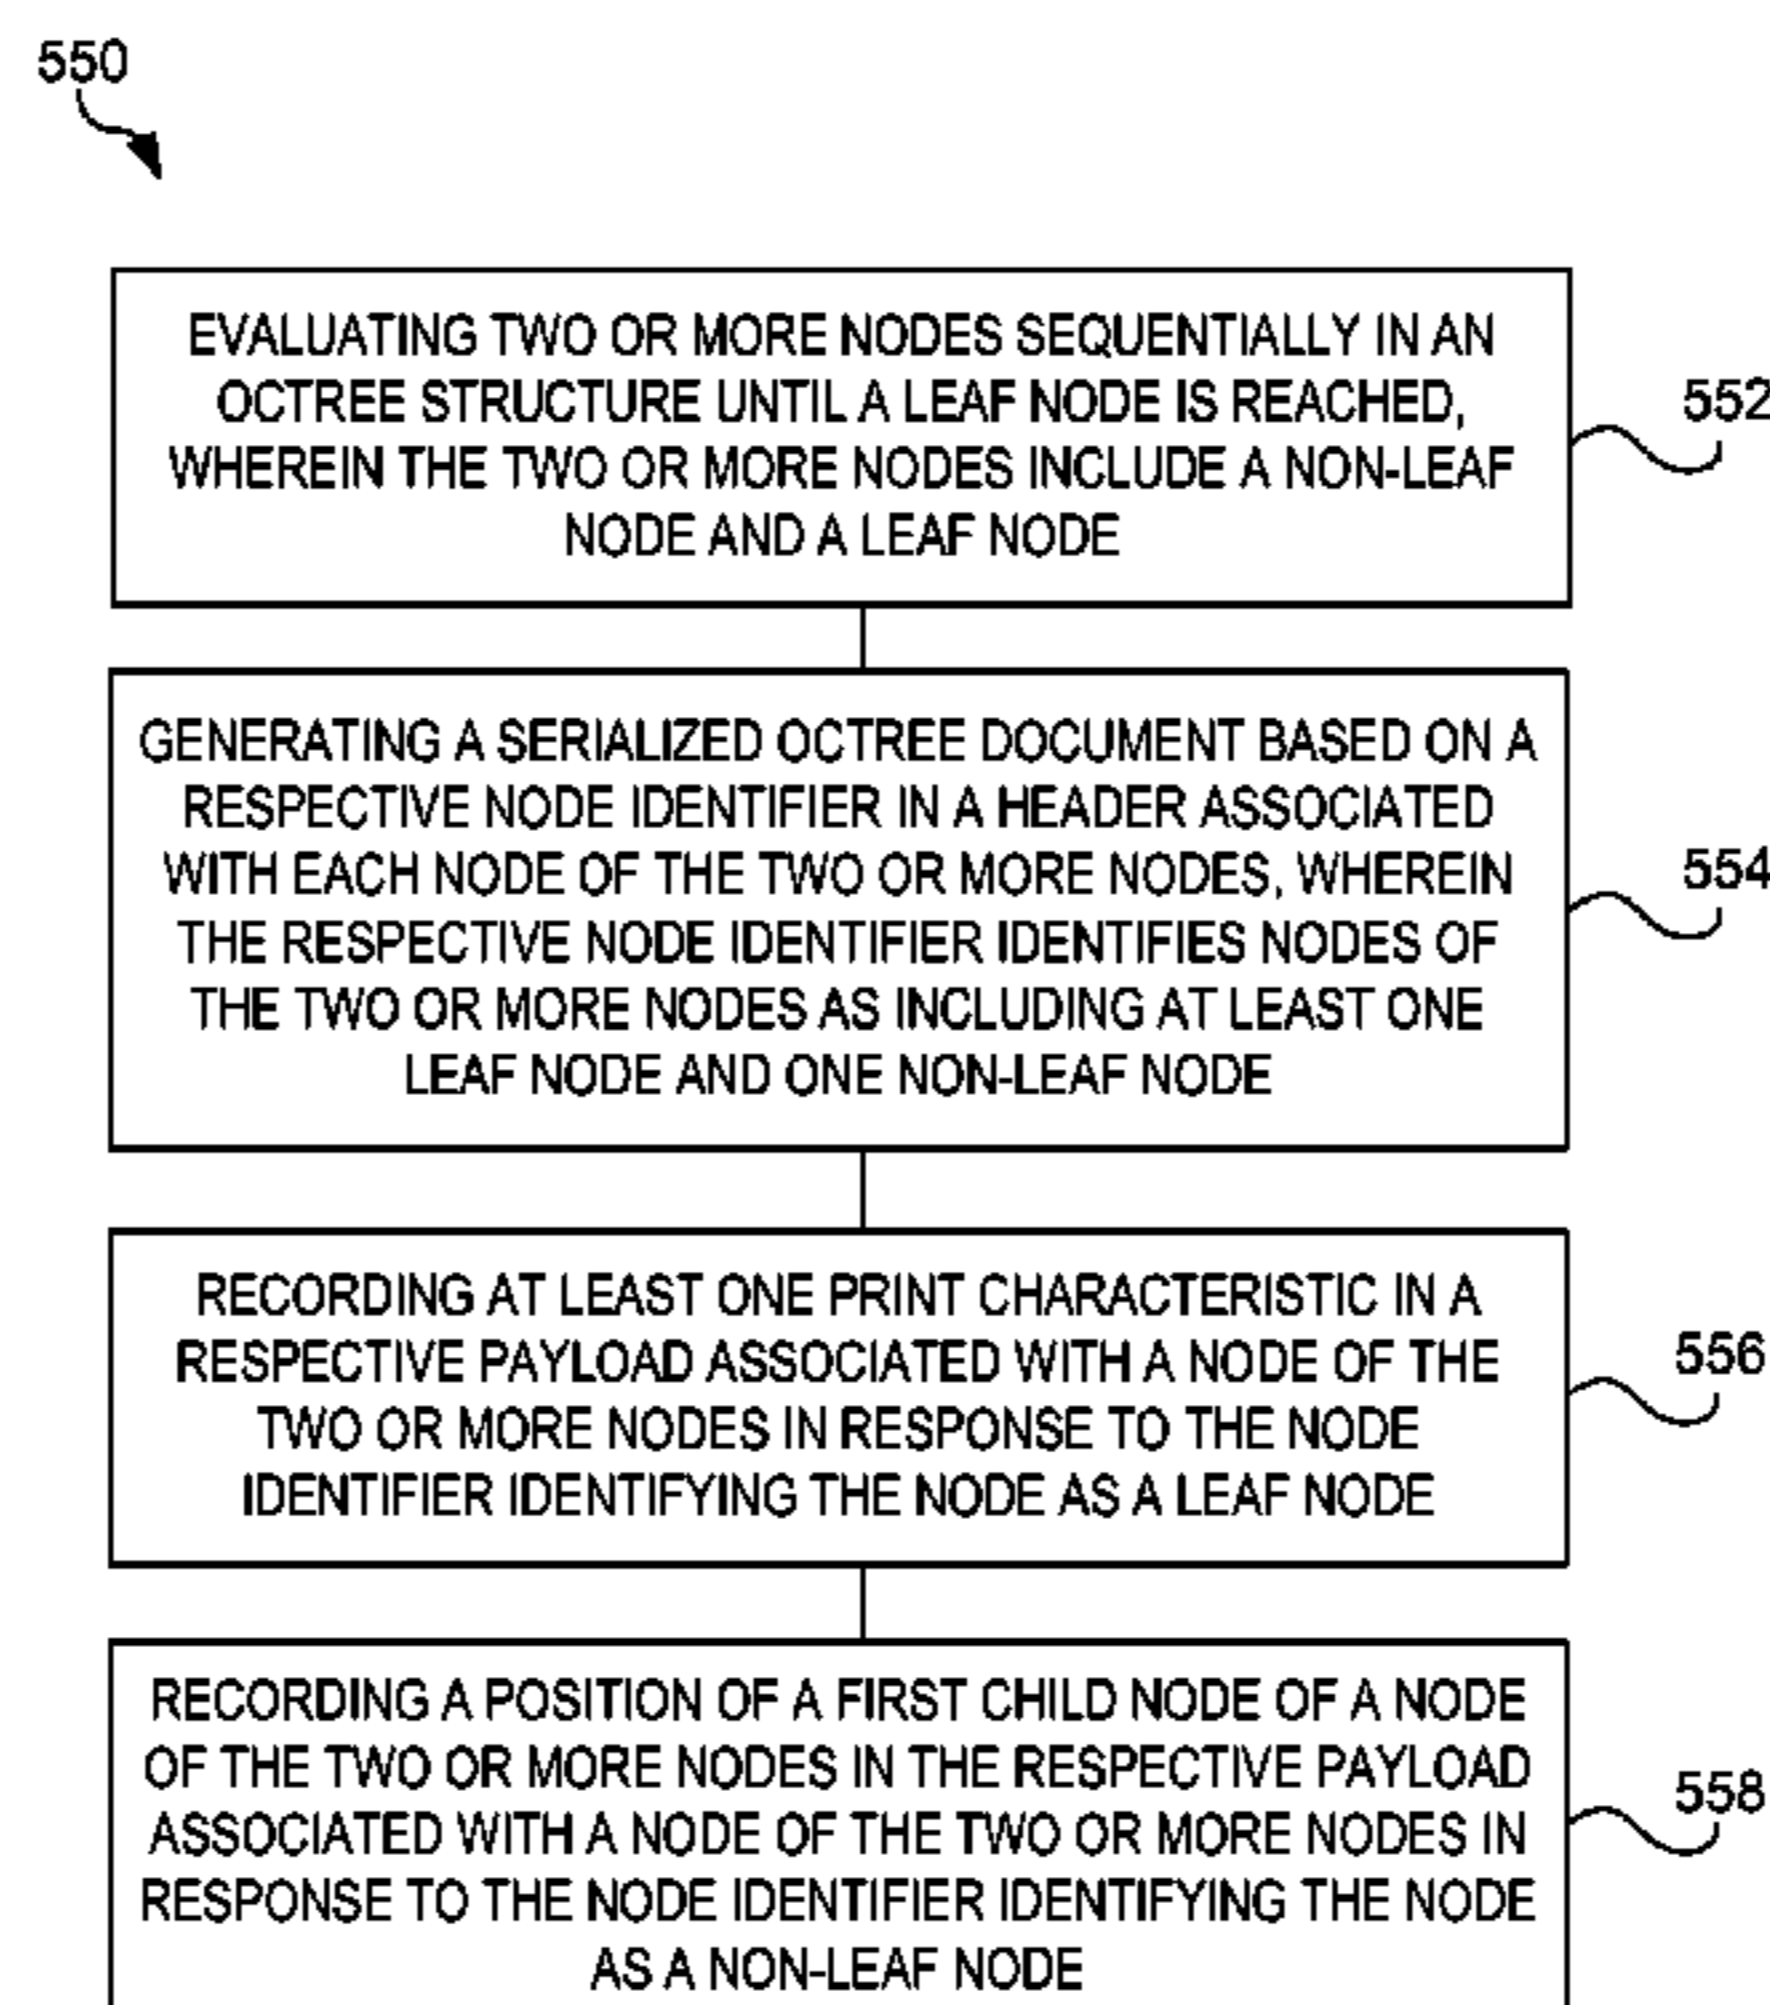 550
EVALUATING TWO OR MORE NODES SEQUENTIALLY IN AN
OCTREE STRUCTURE UNTIL A LEAF NODE IS REACHED,
WHEREIN THE TWO OR MORE NODES INCLUDE A NON-LEAF
NODE AND A LEAF NODE
552
GENERATING A SERIALIZED OCTREE DOCUMENT BASED ON A
RESPECTIVE NODE IDENTIFIER IN A HEADER ASSOCIATED
WITH EACH NODE OF THE TWO OR MORE NODES, WHEREIN
THE RESPECTIVE NODE IDENTIFIER IDENTIFIES NODES OF
THE TWO OR MORE NODES AS INCLUDING AT LEAST ONE
LEAF NODE AND ONE NON-LEAF NODE
554
RECORDING AT LEAST ONE PRINT CHARACTERISTIC IN A
RESPECTIVE PAYLOAD ASSOCIATED WITH A NODE OF THE
TWO OR MORE NODES IN RESPONSE TO THE NODE
IDENTIFIER IDENTIFYING THE NODE AS A LEAF NODE
556
RECORDING A POSITION OF A FIRST CHILD NODE OF A NODE
OF THE TWO OR MORE NODES IN THE RESPECTIVE PAYLOAD
ASSOCIATED WITH A NODE OF THE TWO OR MORE NODES IN
RESPONSE TO THE NODE IDENTIFIER IDENTIFYING THE NODE
AS A NON-LEAF NODE
558